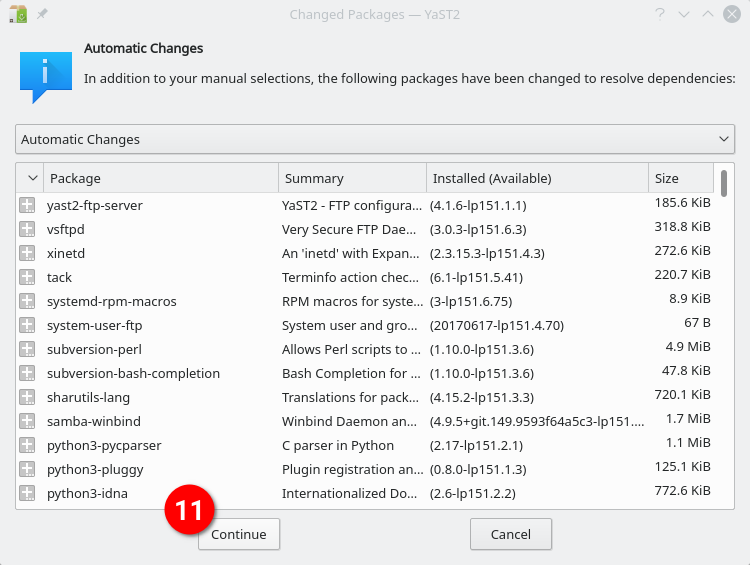 Changed Packages — YaST2
Automatic Changes
In addition to your manual selections, the following packages have been changed to resolve dependencies:
Automatic Changes
Package Summary Installed (Available) Size
yast2-ftp-server YaST2 - FTP configura... (4.1.6-lp151.1.1) 185.6 KiB
vsftpd Very Secure FTP Dae... (3.0.3-lp151.6.3) 318.8 KiB
xinetd An 'inetd' with Expan... (2.3.15.3-lp151.4.3) 272.6 KiB
tack Terminfo action chec... (6.1-lp151.5.41) 220.7 KiB
systemd-rpm-macros RPM macros for syste... (3-lp151.6.75) 8.9 KiB
system-user-ftp System user and gro... (20170617-lp151.4.70) 67 B
subversion-perl Allows Perl scripts to ... (1.10.0-lp151.3.6) 4.9 MiB
subversion-bash-completion Bash Completion for ... (1.10.0-lp151.3.6) 47.8 KiB
sharutils-lang Translations for pack... (4.15.2-lp151.3.3) 720.1 KiB
samba-winbind Winbind Daemon an... (4.9.5+git.149.9593f64a5c3-lp151.... 1.7 MiB
python3-pycparser C parser in Python (2.17-lp151.2.1) 1.1 MiB
python3-pluggy Plugin registration an... (0.8.0-lp151.1.3) 125.1 KiB
python3-idna Internationalized Do... (2.6-lp151.2.2) 772.6 KiB
11
Continue Cancel